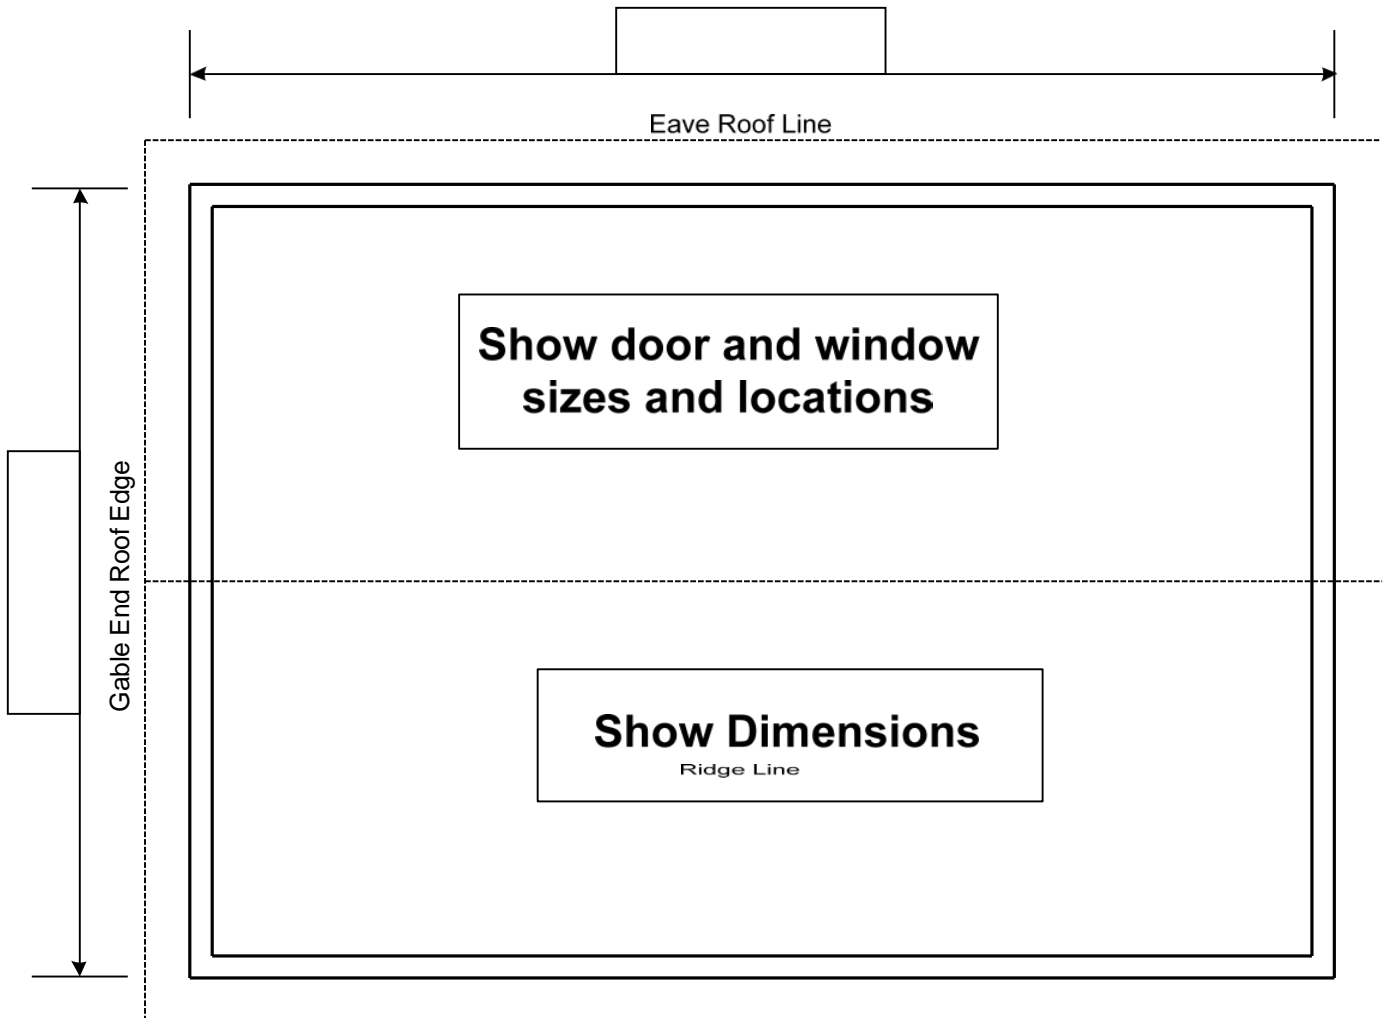 Eave Roof Line
Show door and window
sizes and locations
Gable End Roof Edge
Show Dimensions
Ridge Line